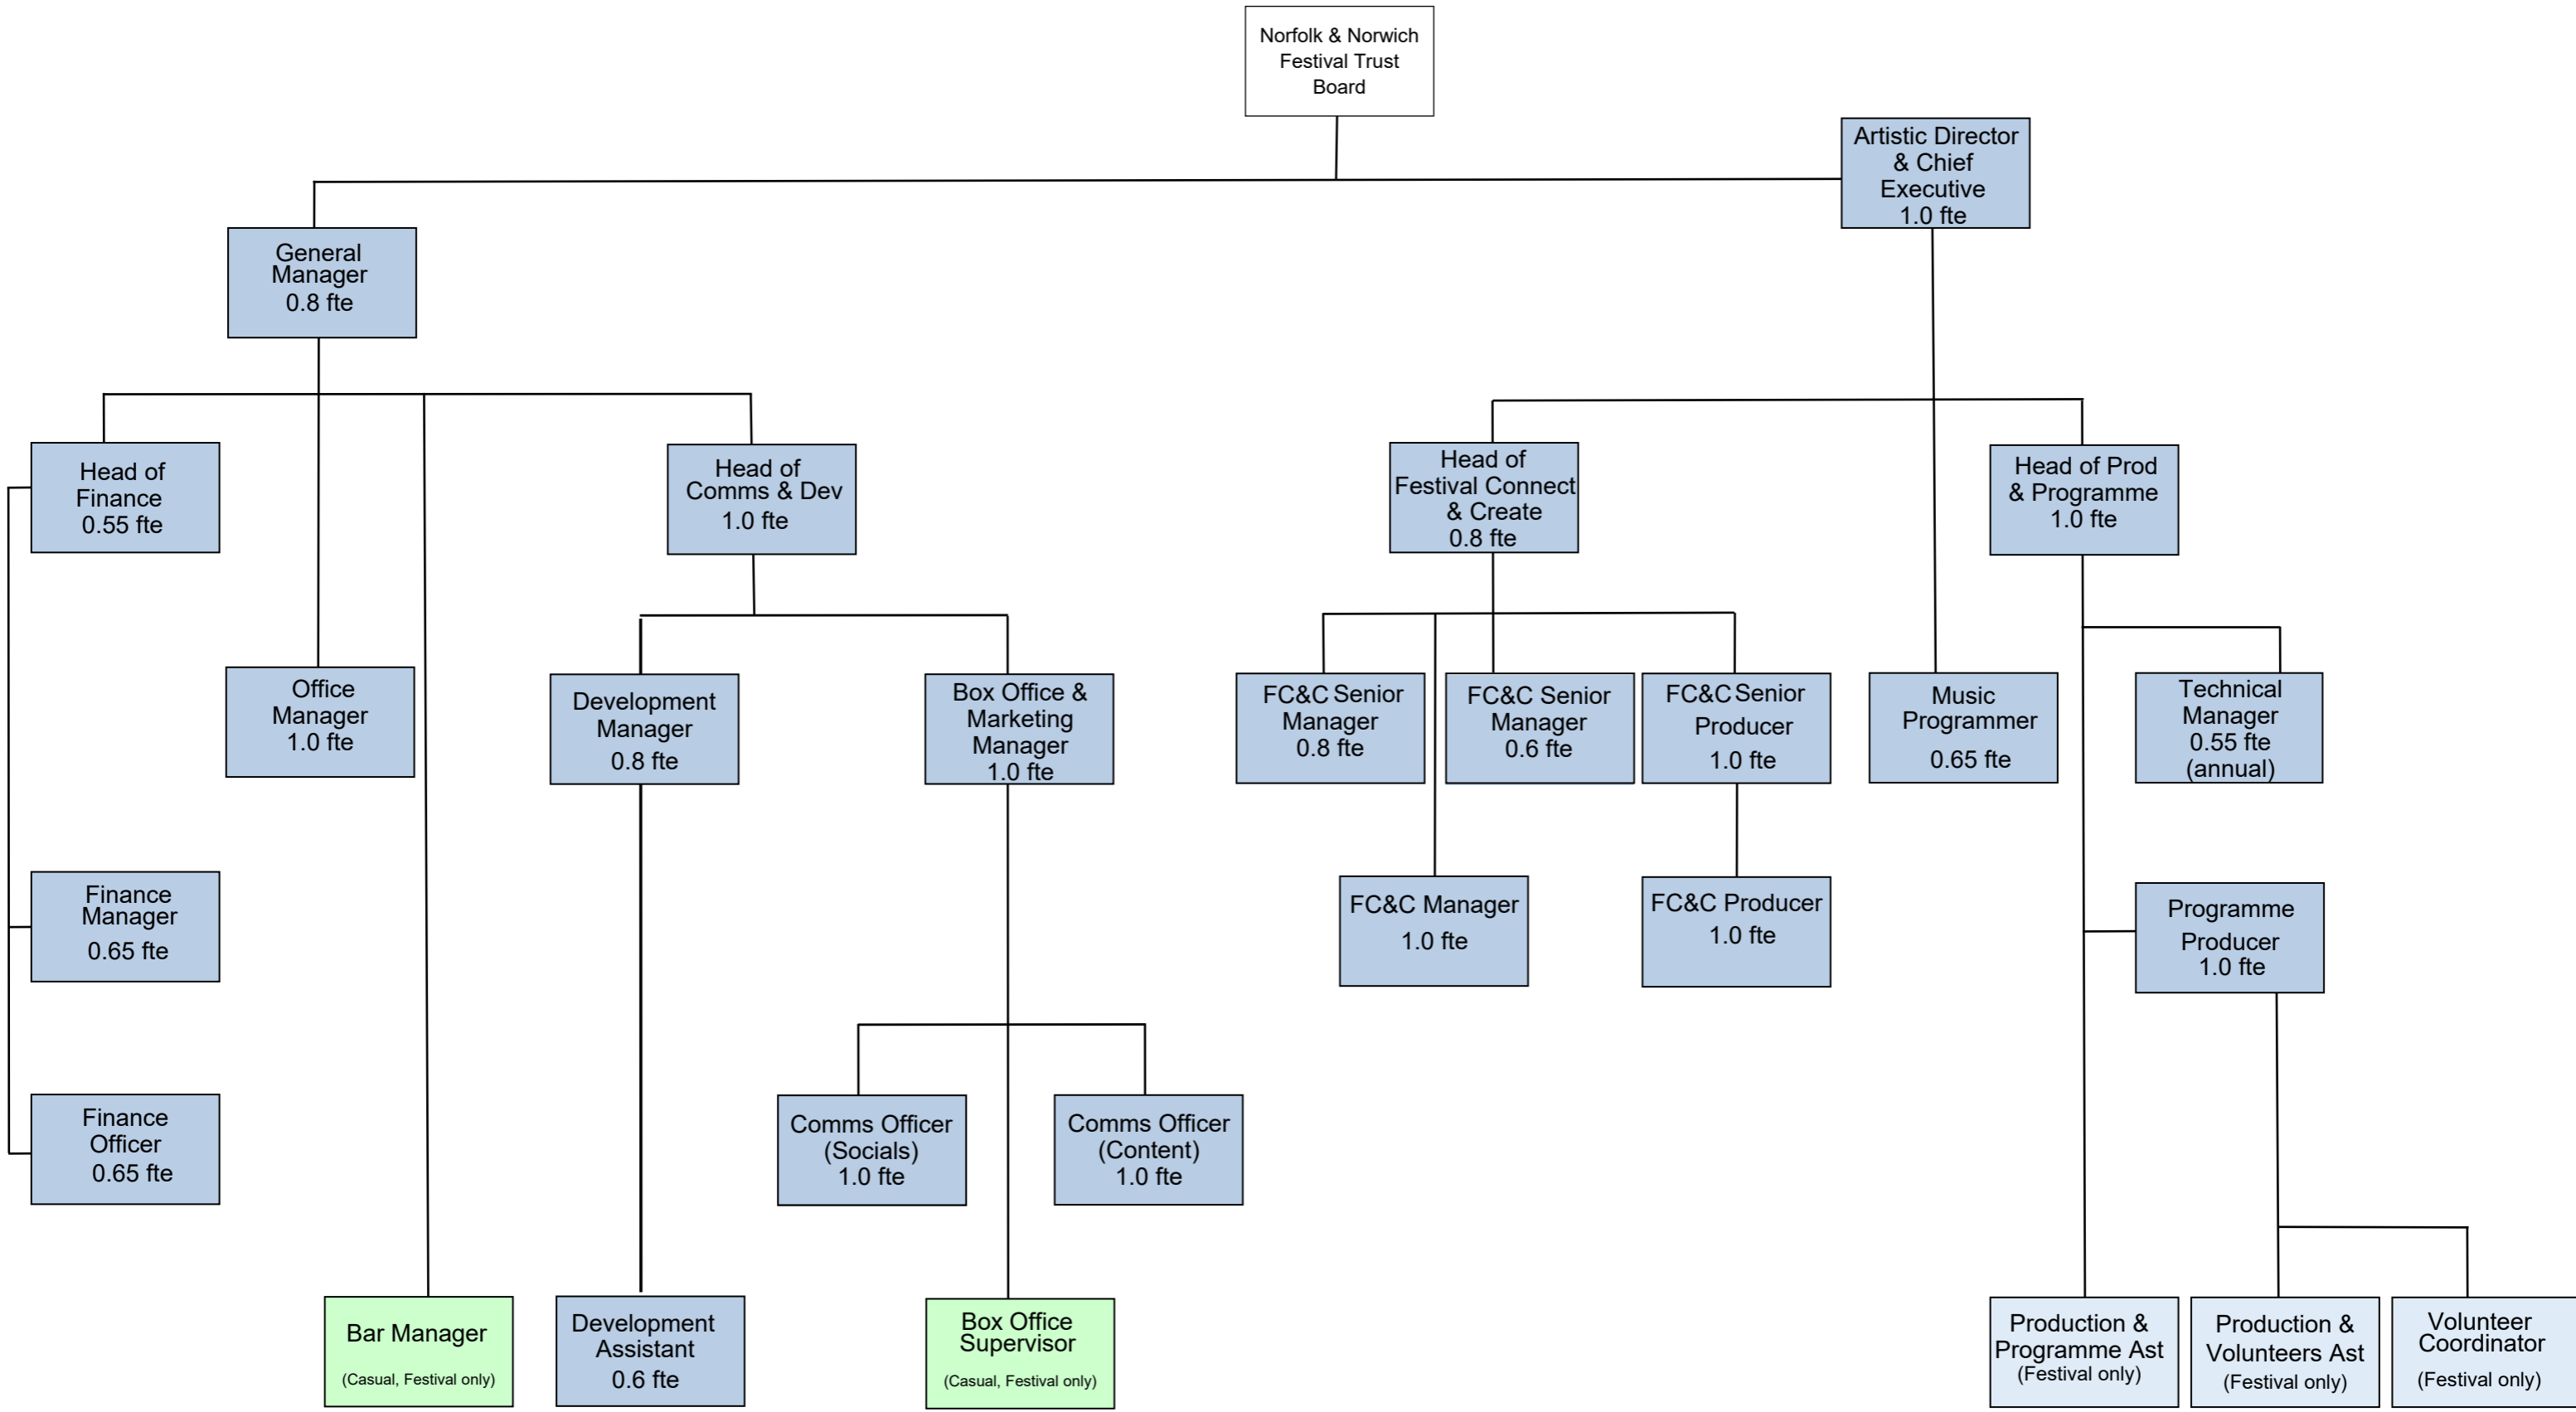 Norfolk & Norwich
Festival Trust
Board
Artistic Director
& Chief
Executive
1.0 fte
General
Manager
0.8 fte
Head of
Finance
0.55 fte
Head of
Comms & Dev
1.0 fte
Head of
Festival Connect
& Create
0.8 fte
Head of Prod
& Programme
1.0 fte
Office
Manager
1.0 fte
Development
Manager
0.8 fte
Box Office &
Marketing
Manager
1.0 fte
FC&C Senior
Manager
0.8 fte
FC&C Senior
Manager
0.6 fte
FC&C Senior
Producer
1.0 fte
Music
Programmer
0.65 fte
Technical
Manager
0.55 fte
(annual)
Finance
Manager
0.65 fte
FC&C Manager
1.0 fte
FC&C Producer
1.0 fte
Programme
Producer
1.0 fte
Finance
Officer
0.65 fte
Comms Officer
(Socials)
1.0 fte
Comms Officer
(Content)
1.0 fte
Bar Manager
(Casual, Festival only)
Development
Assistant
0.6 fte
Box Office
Supervisor
(Casual, Festival only)
Production &
Programme Ast
(Festival only)
Production &
Volunteers Ast
(Festival only)
Volunteer
Coordinator
(Festival only)